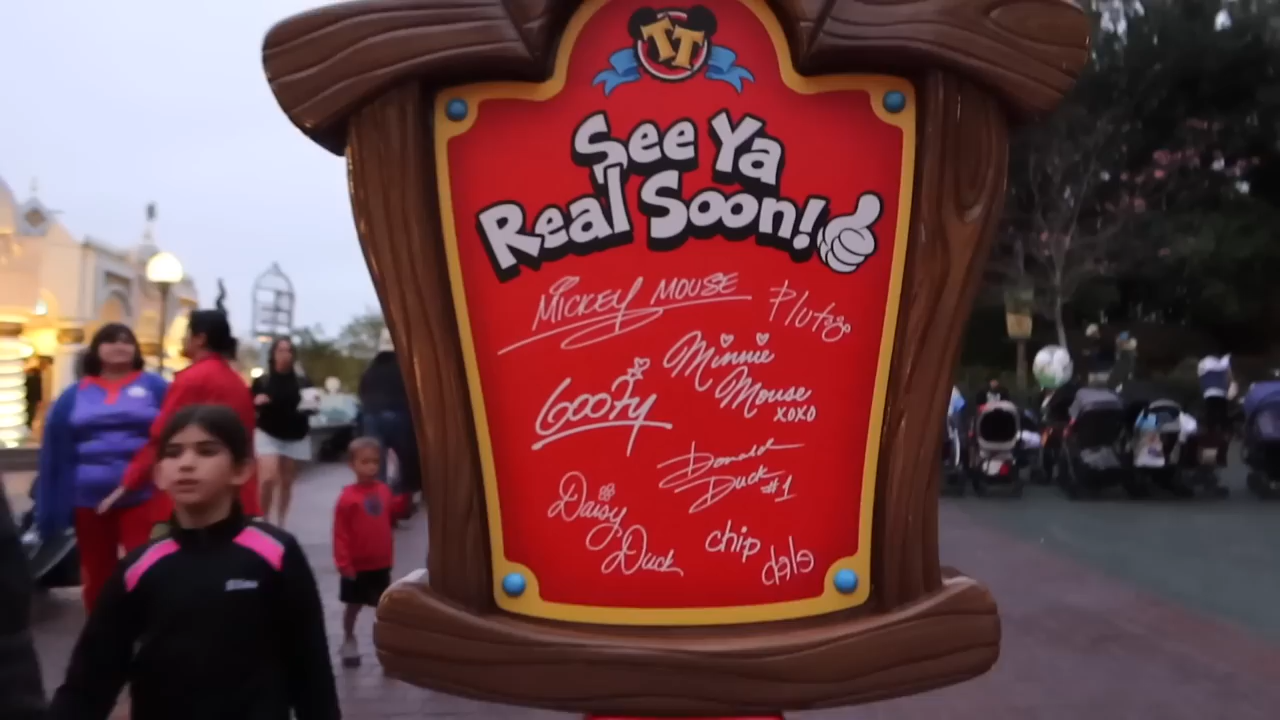 TT
See Ya
Real Soon!
MICKEY MOUSE
Pluto
Minnie
Mouse
XOXO
Goofy
Donald
Duck
#1
Daisy
Duck
chip
dale